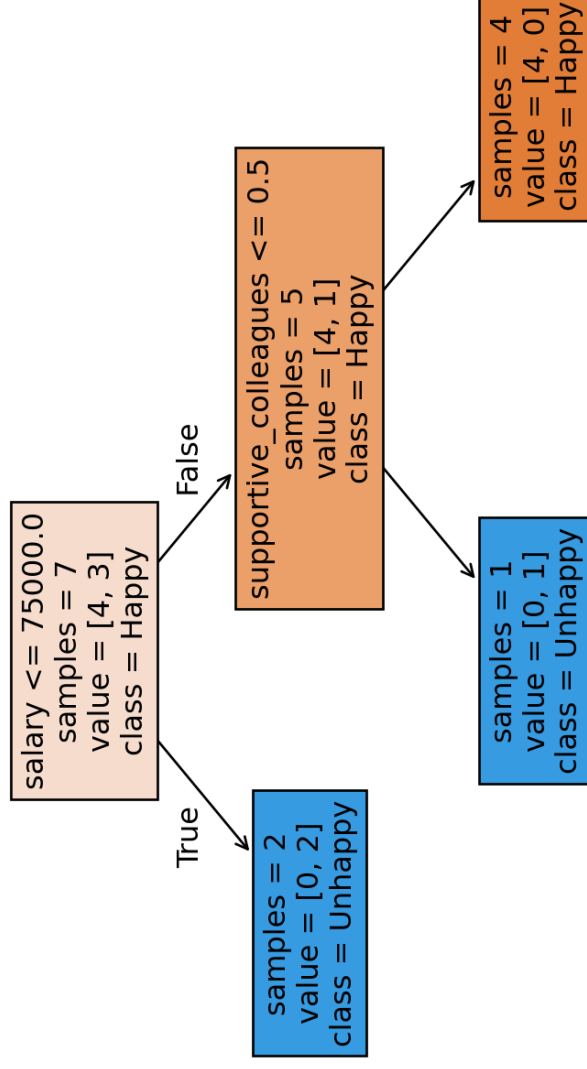 salary <= 75000.0
samples = 7
value = [4, 3]
class = Happy
True
False
samples = 2
value = [0, 2]
class = Unhappy
supportive_colleagues <= 0.5
samples = 5
value = [4, 1]
class = Happy
samples = 1
value = [0, 1]
class = Unhappy
samples = 4
value = [4, 0]
class = Happy